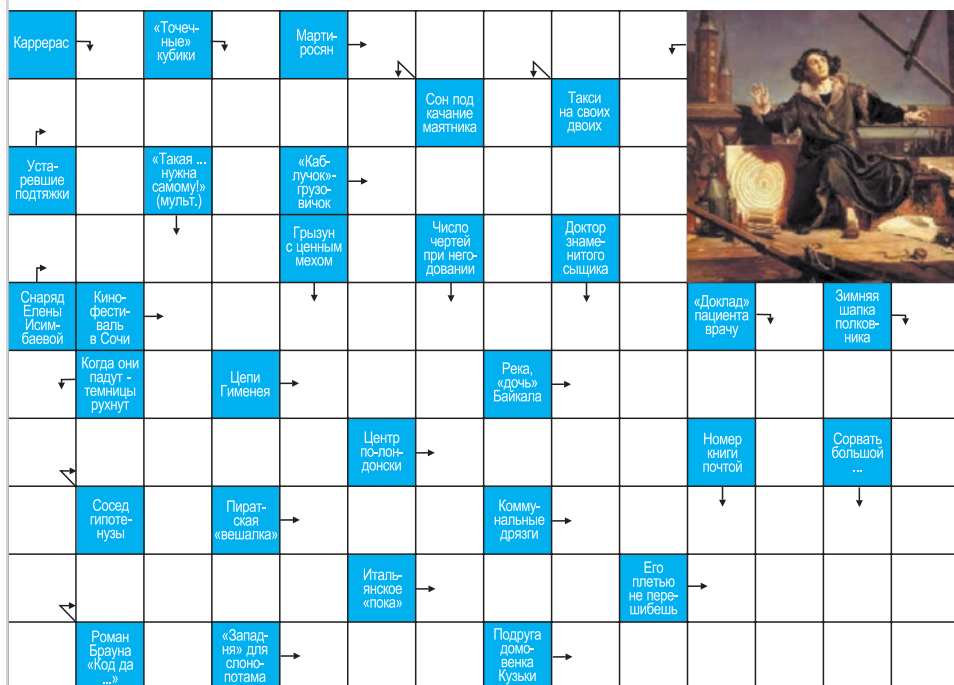 Каррерас
«Точеч-
ные»
кубики
Марти-
росян
Сон под
качание
маятника
Такси
на своих
двоих
Уста-
ревшие
подтяжки
«Такая ...
нужна
самому!»
(мульт.)
«Каб-
лучок»-
грузо-
вичок
Грызун
с ценным
мехом
Число
чертей
при него-
довании
Доктор
знаме-
нитого
сыщика
Снаряд
Елены
Исим-
баевой
Кино-
фести-
валь
в Сочи
«Доклад»
пациента
врачу
Зимняя
шапка
полков-
ника
Когда они
падут -
темницы
рухнут
Цепи
Гименея
Река,
«дочь»
Байкала
Центр
по-лон-
донски
Номер
книги
почтой
Сорвать
большой
...
Сосед
гипоте-
нузы
Пират-
ская
«вешалка»
Комму-
нальные
дрязги
Италь-
янское
«пока»
Его
плетью
не пере-
шибешь
Роман
Брауна
«Код да
...»
«Запад-
ня» для
слоно-
потама
Подруга
домо-
венка
Кузьки